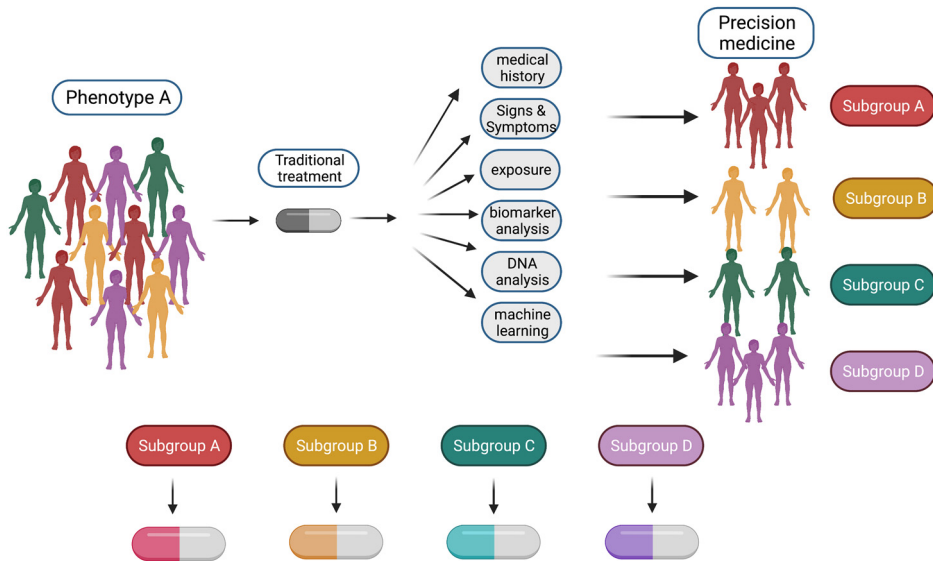 Phenotype A
Traditional
treatment
medical
history
Signs &
Symptoms
exposure
biomarker
analysis
DNA
analysis
machine
learning
Precision
medicine
Subgroup A
Subgroup B
Subgroup C
Subgroup D
Subgroup A
Subgroup B
Subgroup C
Subgroup D